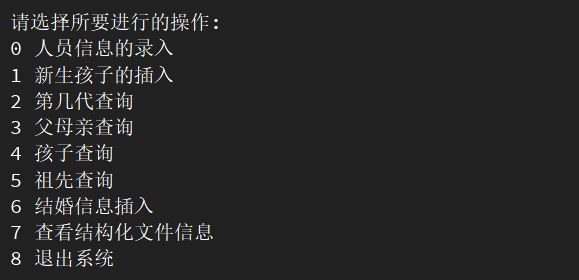 请选择所要进行的操作:
0 人员信息的录入
1 新生孩子的插入
2 第几代查询
3 父母亲查询
4 孩子查询
5 祖先查询
6 结婚信息插入
7 查看结构化文件信息
8 退出系统